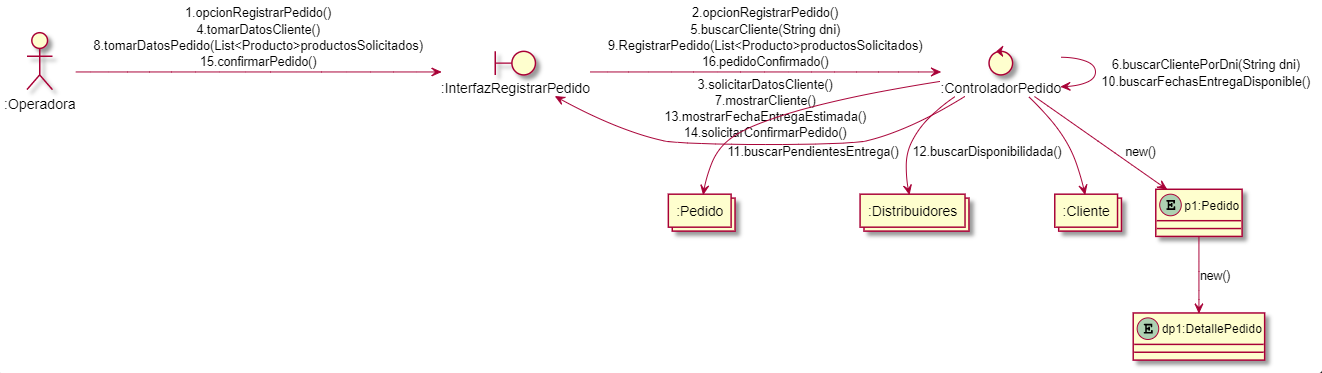 1.opcionRegistrarPedido()
4.tomarDatosCliente()
8.tomarDatosPedido(List<Producto>productosSolicitados)
15.confirmarPedido()
2.opcionRegistrarPedido()
5.buscarCliente(String dni)
9.RegistrarPedido(List<Producto>productosSolicitados)
16.pedidoConfirmado()
6.buscarClientePorDni(String dni)
10.buscarFechasEntregaDisponible()
:Operadora
:InterfazRegistrarPedido
:ControladorPedido
3.solicitarDatosCliente()
7.mostrarCliente()
13.mostrarFechaEntregaEstimada()
14.solicitarConfirmarPedido()
11.buscarPendientesEntrega()
12.buscarDisponibilidada()
new()
:Pedido
:Distribuidores
:Cliente
E p1:Pedido
new()
E dp1:DetallePedido